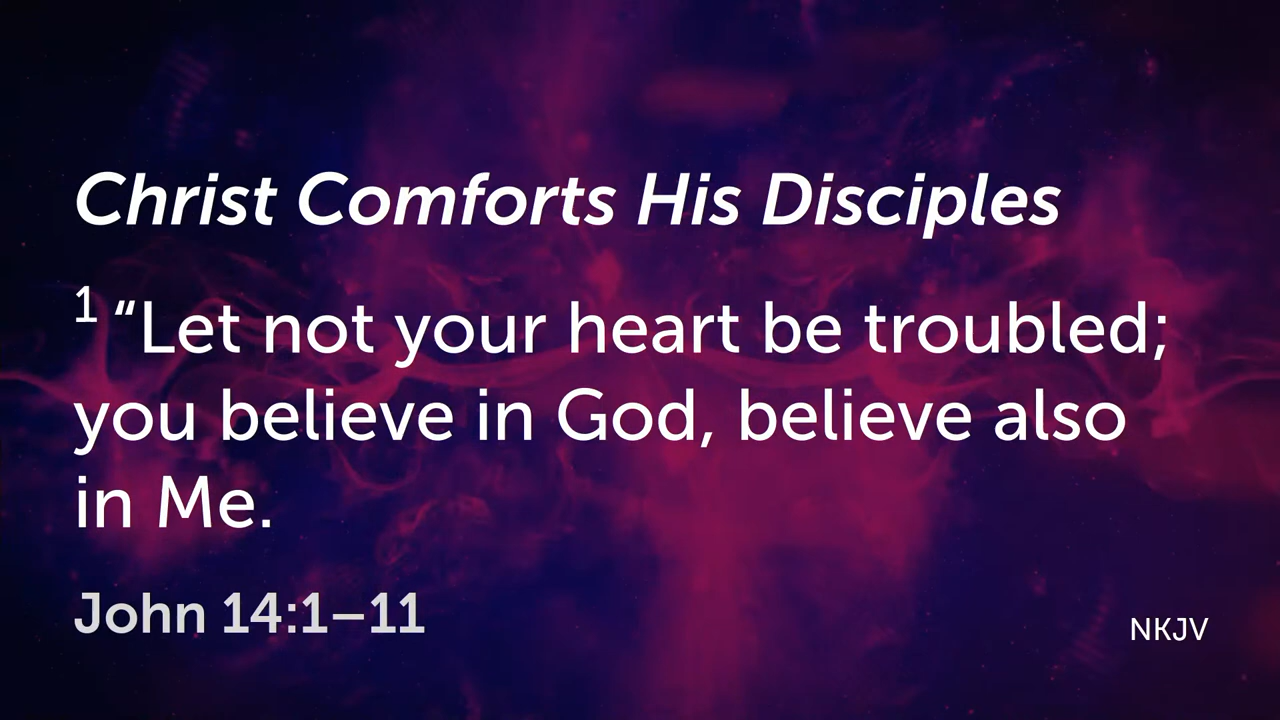 Christ Comforts His Disciples
1 “Let not your heart be troubled;
you believe in God, believe also
in Me.
John 14:1–11
NKJV